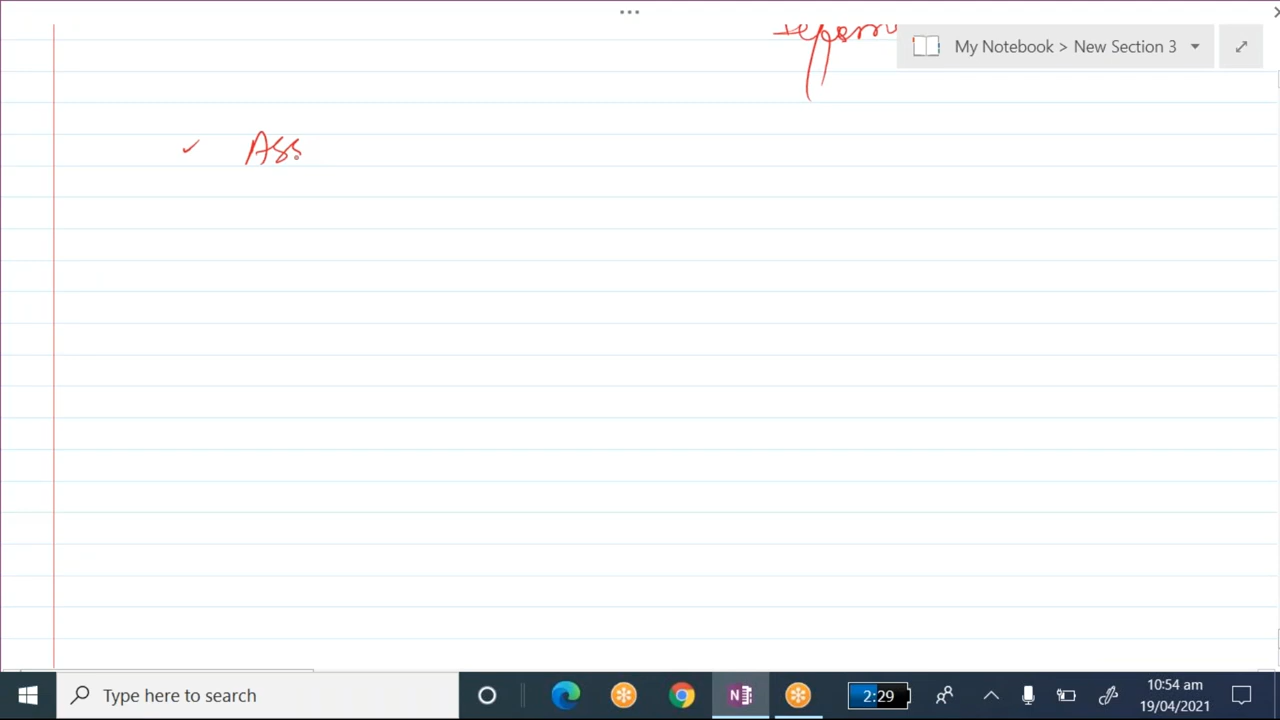 My Notebook > New Section 3
✓ Ass
Type here to search
2:29
10:54 am
19/04/2021